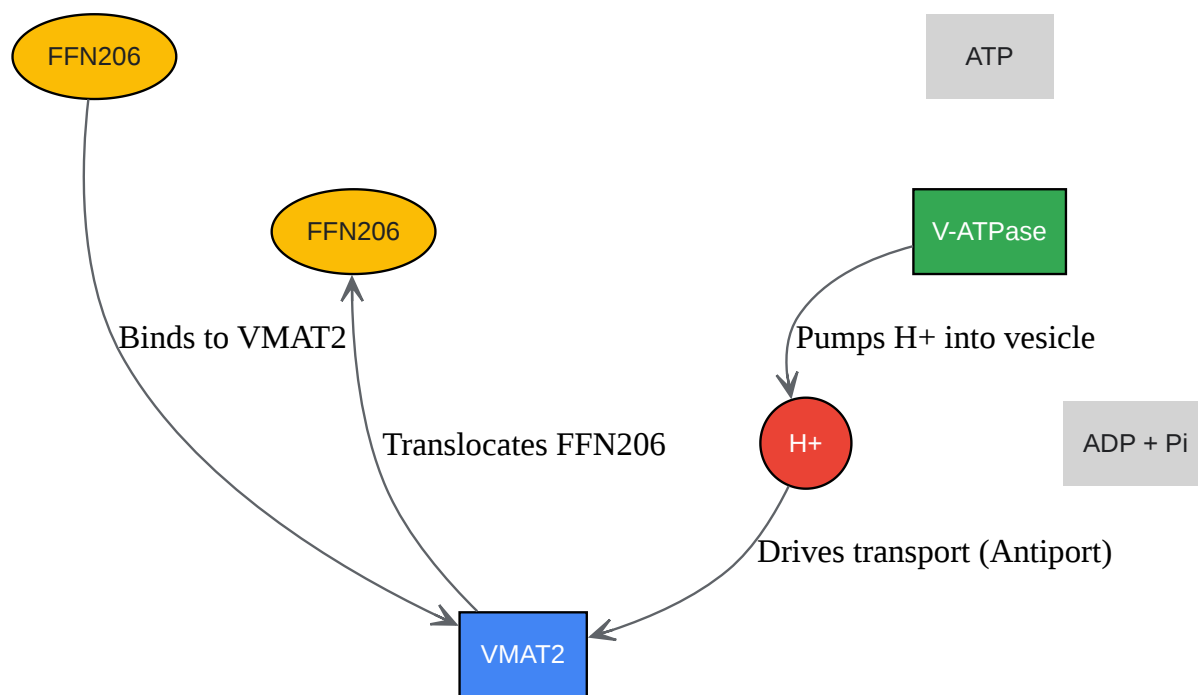 FFN206
ATP
FFN206
V-ATPase
Binds to VMAT2
Pumps H+ into vesicle
Translocates FFN206
H+
ADP + Pi
Drives transport (Antiport)
VMAT2